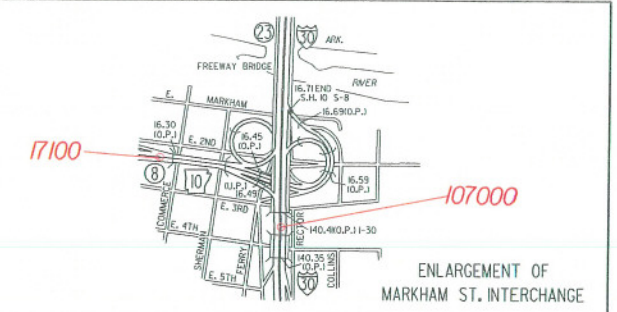 23
30
ARK.
FREEWAY BRIDGE
RIVER
16.71 END
S.H. 10 S-8
16.69(O.P.)
E. MARKHAM
16.30
(O.P.)
E. 2ND
16.45
(O.P.)
17100
8
10
(U.P.)
16.49
16.59
(O.P.)
107000
COMMERCE
E. 3RD
RECTOR
140.41(O.P.) I-30
E. 4TH
SHERMAN
FERRY
140.35
(O.P.)
COLLINS
E. 5TH
30
ENLARGEMENT OF
MARKHAM ST. INTERCHANGE